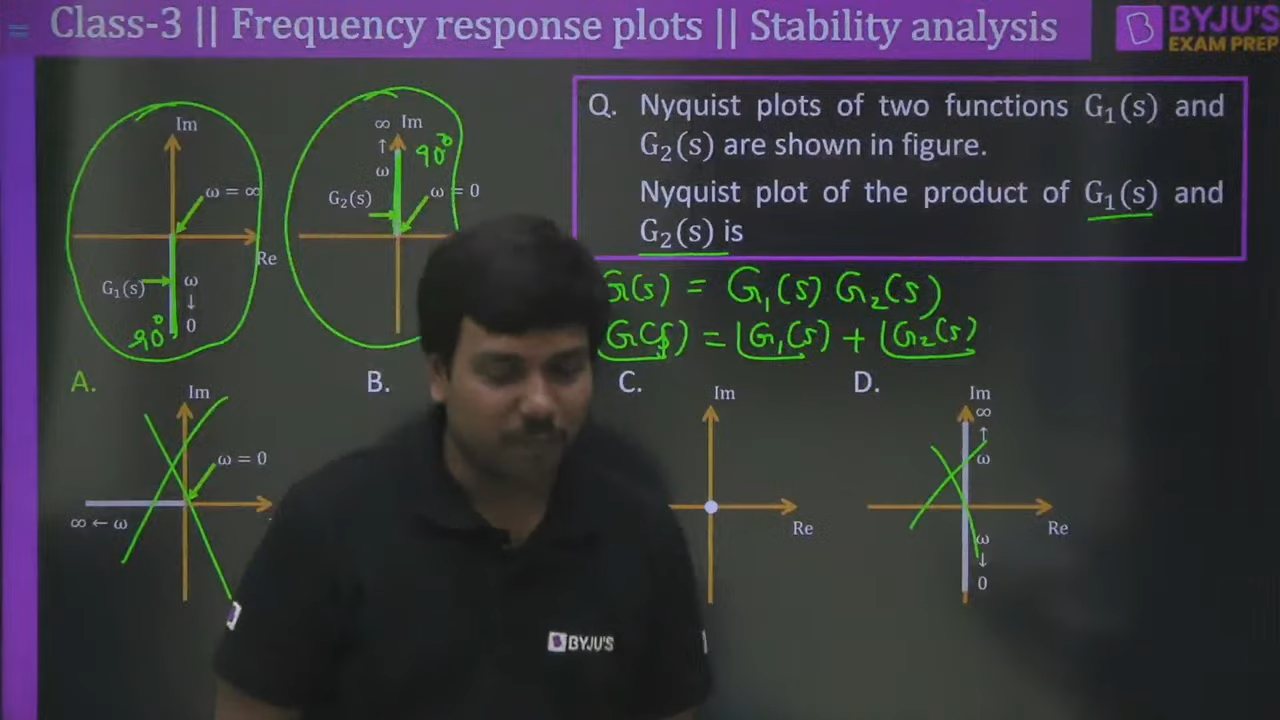 Class-3 || Frequency response plots || Stability analysis
BYJU'S
EXAM PREP
Im
ω = ∞
Re
G₁(s)
ω
↓
0
90°
∞ Im
↑
ω
90°
G₂(s)
ω = 0
Q. Nyquist plots of two functions G₁(s) and
G₂(s) are shown in figure.
Nyquist plot of the product of G₁(s) and
G₂(s) is
G(s) = G₁(s) G₂(s)
G(s) = ∠G₁(s) + ∠G₂(s)
A.
Im
ω = 0
∞ ← ω
B.
C.
Im
Re
D.
Im
∞
↑
ω
Re
ω
↓
0
BYJU'S